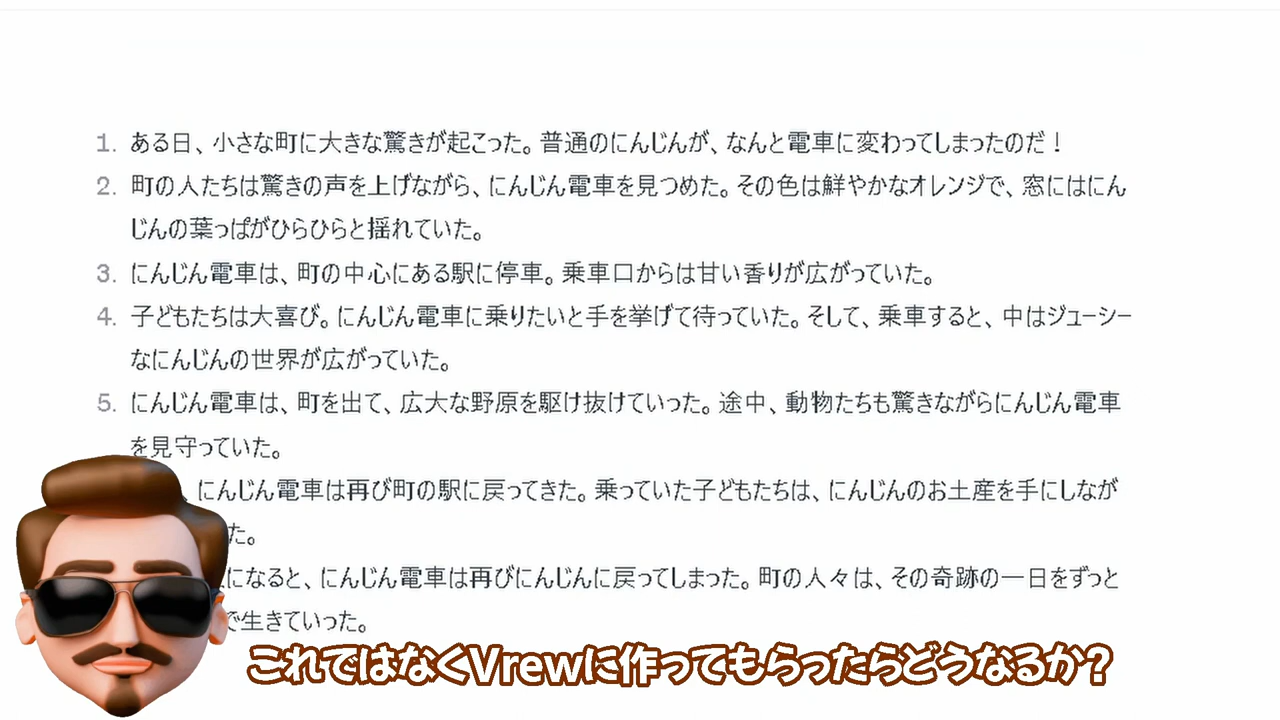 1. ある日、小さな町に大きな驚きが起こった。普通のにんじんが、なんと電車に変わってしまったのだ！
2. 町の人たちは驚きの声を上げながら、にんじん電車を見つめた。その色は鮮やかなオレンジで、窓にはにん
じんの葉っぱがひらひらと揺れていた。
3. にんじん電車は、町の中心にある駅に停車。乗車口からは甘い香りが広がっていた。
4. 子どもたちは大喜び。にんじん電車に乗りたいと手を挙げて待っていた。そして、乗車すると、中はジューシー
なにんじんの世界が広がっていた。
5. にんじん電車は、町を出て、広大な野原を駆け抜けていった。途中、動物たちも驚きながらにんじん電車
を見守っていた。
、にんじん電車は再び町の駅に戻ってきた。乗っていた子どもたちは、にんじんのお土産を手にしなが
た。
になると、にんじん電車は再びにんじんに戻ってしまった。町の人々は、その奇跡の一日をずっと
で生きていった。
これではなくVrewに作ってもらったらどうなるか？